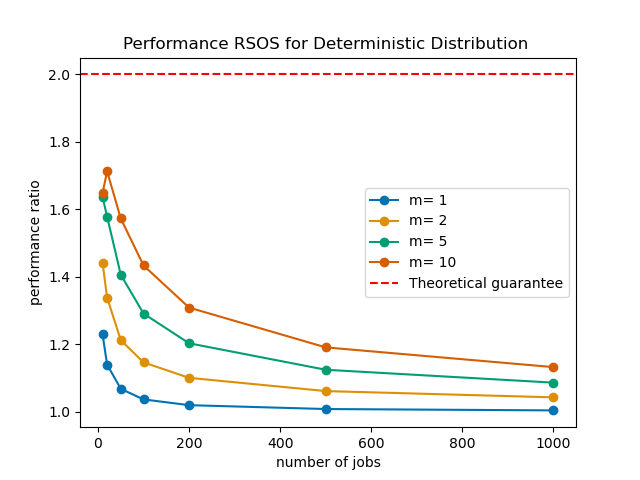 Performance RSOS for Deterministic Distribution
performance ratio
2.0
1.8
1.6
1.4
1.2
1.0
m= 1
m= 2
m= 5
m= 10
Theoretical guarantee
0 200 400 600 800 1000
number of jobs